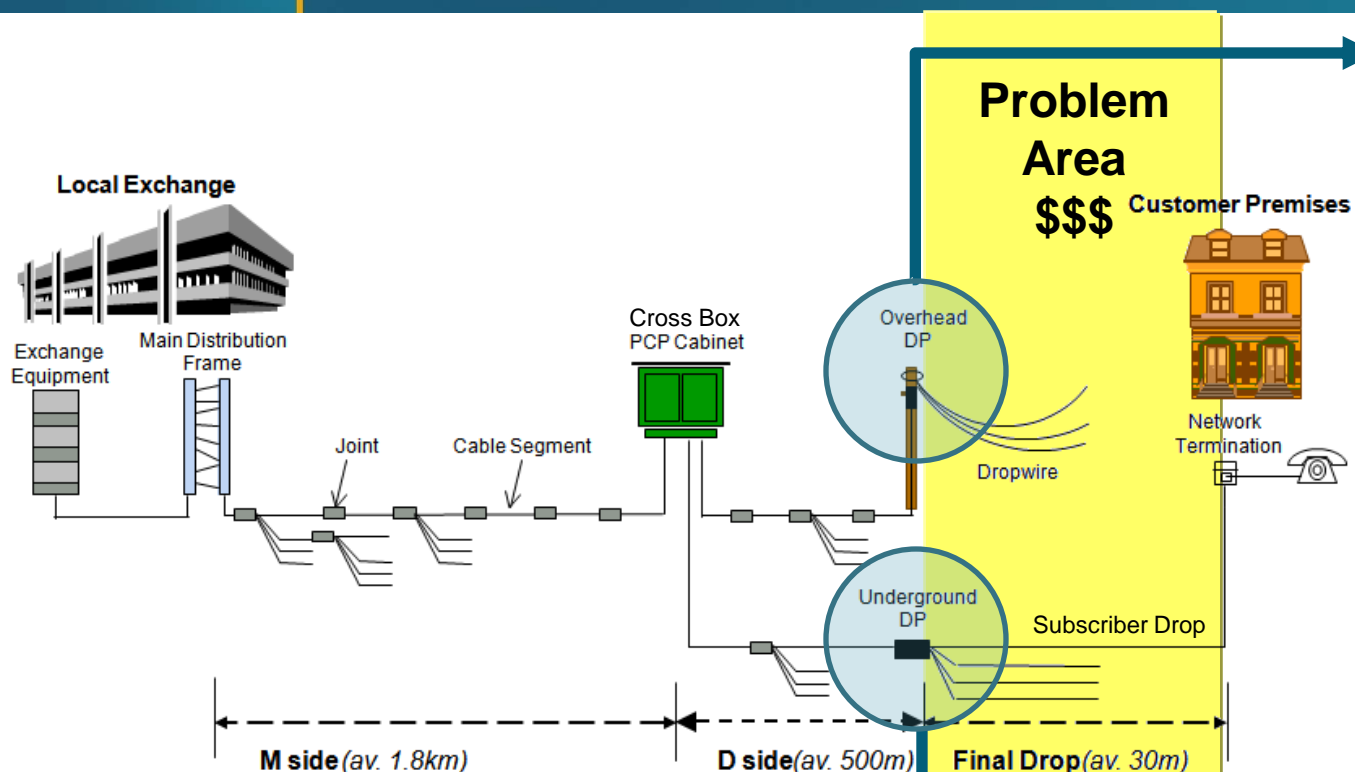 Problem
Area
$$$
Local Exchange
Customer Premises
Exchange
Equipment
Main Distribution
Frame
Joint
Cable Segment
Cross Box
PCP Cabinet
Overhead
DP
Dropwire
Network
Termination
Underground
DP
Subscriber Drop
M side (av. 1.8km)
D side (av. 500m)
Final Drop (av. 30m)